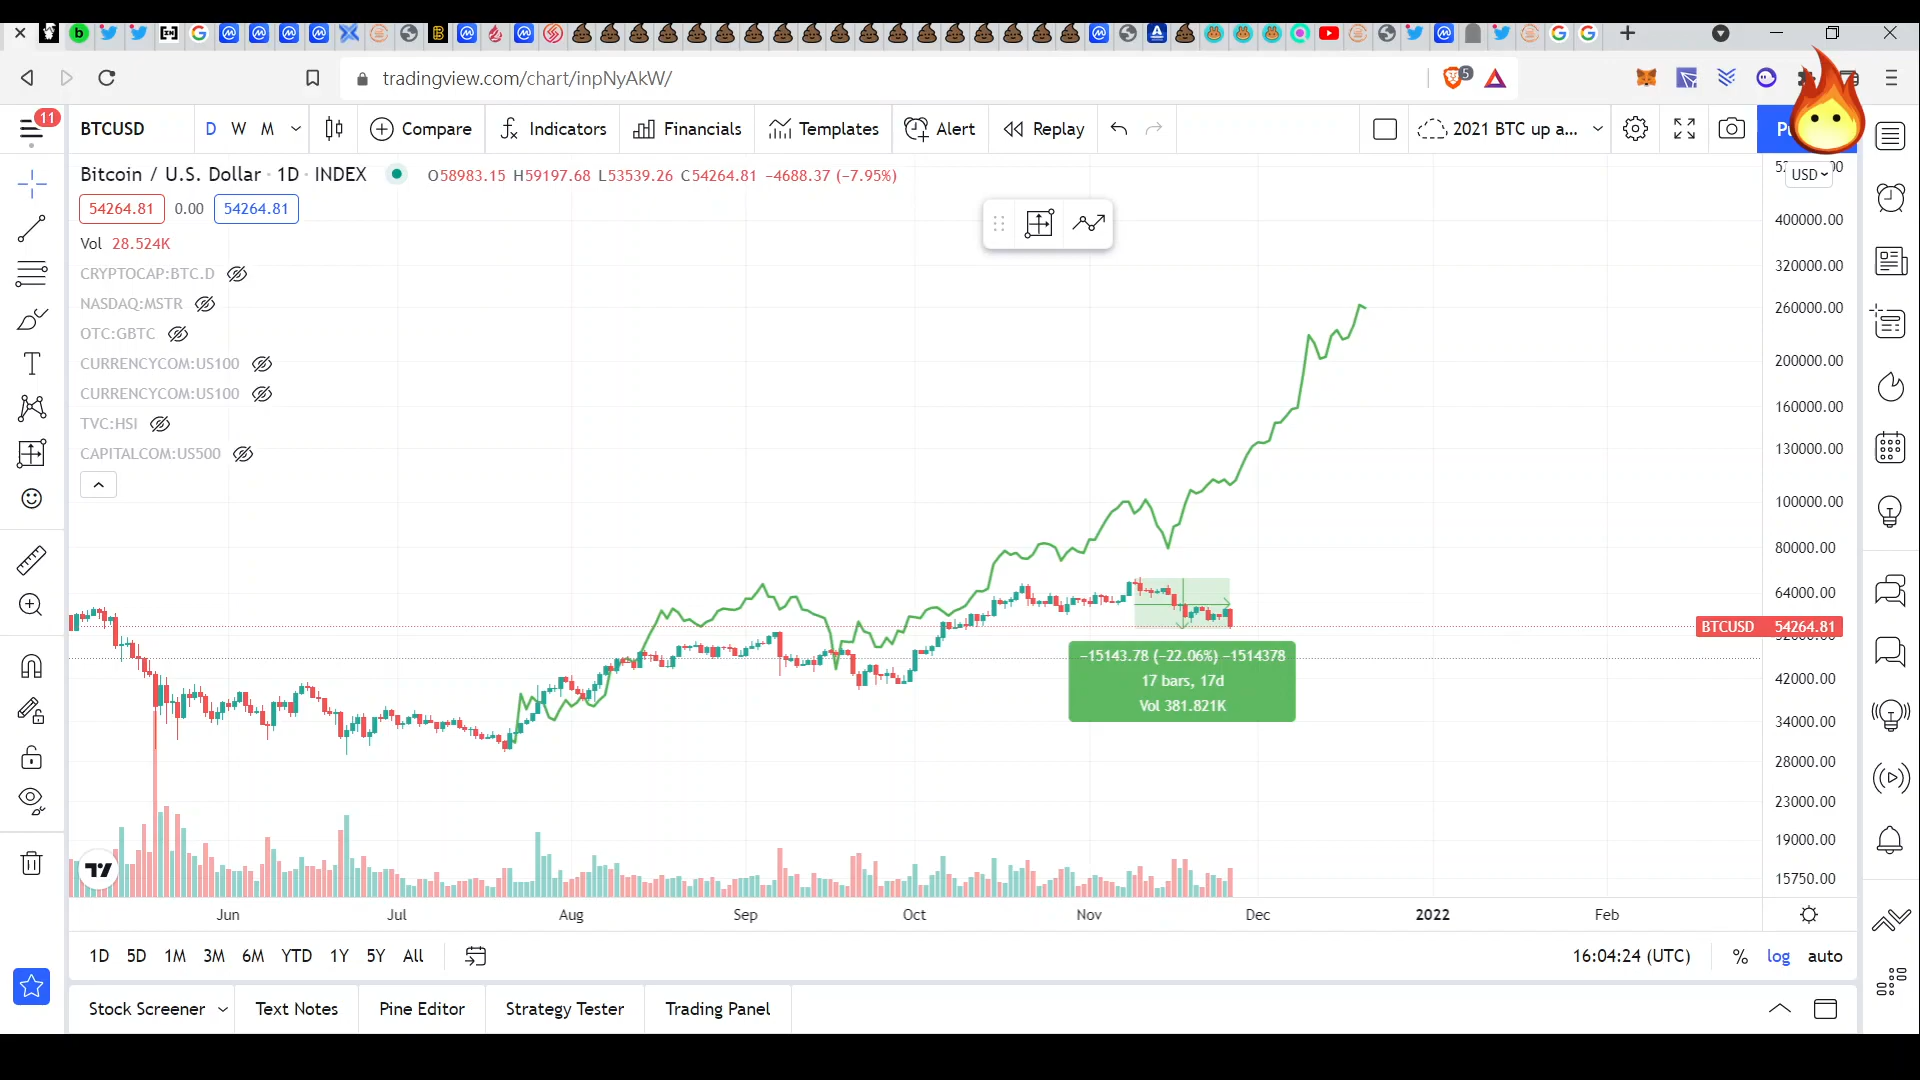 tradingview.com/chart/inpNyAkW/
5
11
BTCUSD D W M Compare Indicators Financials Templates Alert Replay 2021 BTC up a...
Bitcoin / U.S. Dollar · 1D · INDEX O58983.15 H59197.68 L53539.26 C54264.81 −4688.37 (−7.95%)
USD
54264.81 0.00 54264.81
Vol 28.524K
CRYPTOCAP:BTC.D
NASDAQ:MSTR
OTC:GBTC
CURRENCYCOM:US100
CURRENCYCOM:US100
TVC:HSI
CAPITALCOM:US500
400000.00
320000.00
260000.00
200000.00
160000.00
130000.00
100000.00
80000.00
64000.00
BTCUSD 54264.81
42000.00
34000.00
28000.00
23000.00
19000.00
15750.00
−15143.78 (−22.06%) −1514378
17 bars, 17d
Vol 381.821K
Jun Jul Aug Sep Oct Nov Dec 2022 Feb
1D 5D 1M 3M 6M YTD 1Y 5Y All 16:04:24 (UTC) % log auto
Stock Screener Text Notes Pine Editor Strategy Tester Trading Panel